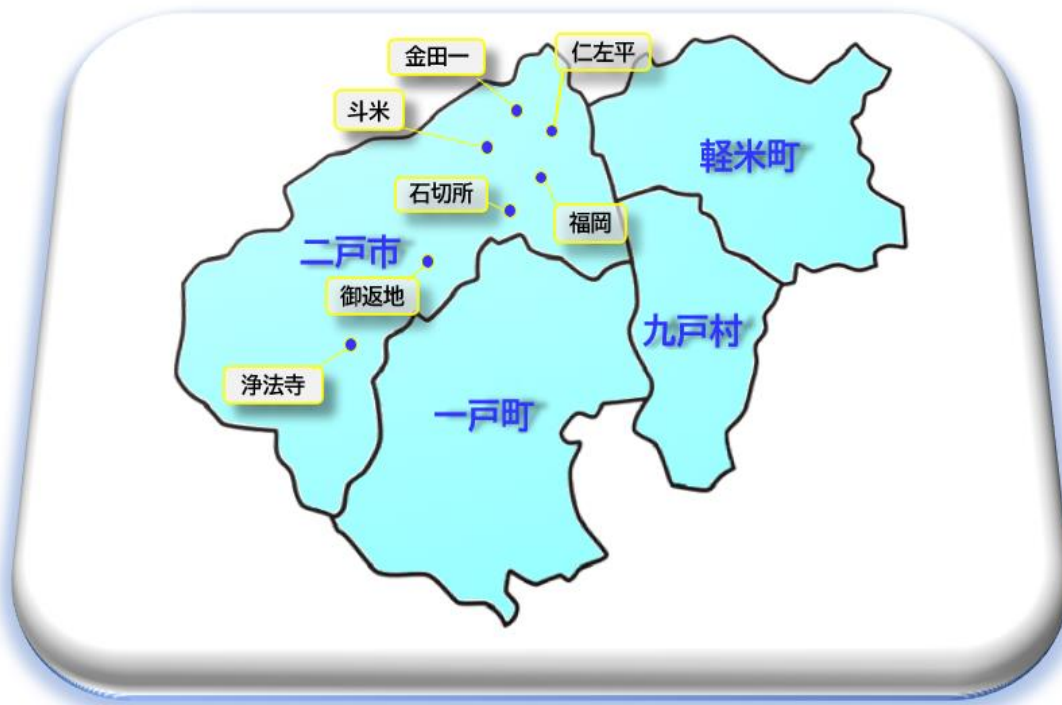 金田一
仁左平
斗米
軽米町
石切所
福岡
二戸市
御返地
九戸村
浄法寺
一戸町